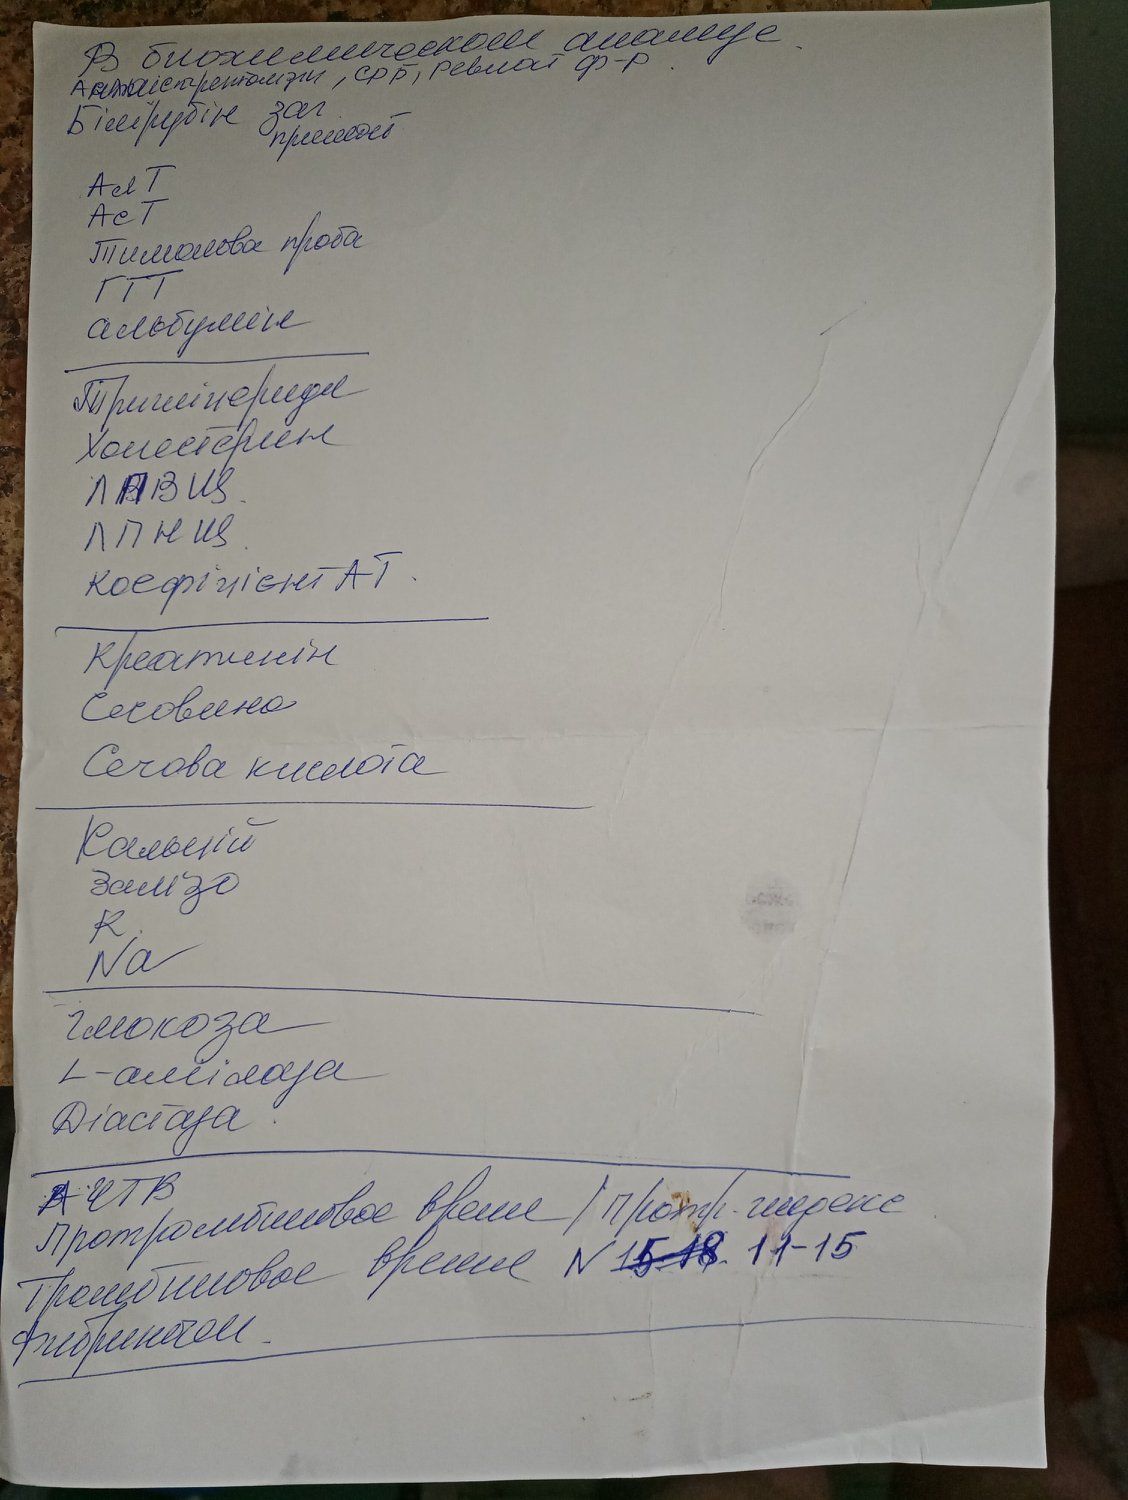 В биохимическом анализе.
Антистрептолизин, СРБ, Ревмат ф-р.
Білірубін заг.
прямой
АлТ
АсТ
Тимолова проба
ГТТ
альбумін
Тригліцериди
Холестерин
ЛПВЩ.
ЛПНЩ
Коефіцієнт АТ.
Креатинін
Сечовина
Сечова кислота
Кальцій
Залізо
К
Na
Глюкоза
L-амілаза
Діастаза.
АЧТВ
Протромбиновое время / Протр. индекс
Тромбиновое время N 15-18. 11-15
Фибриноген.